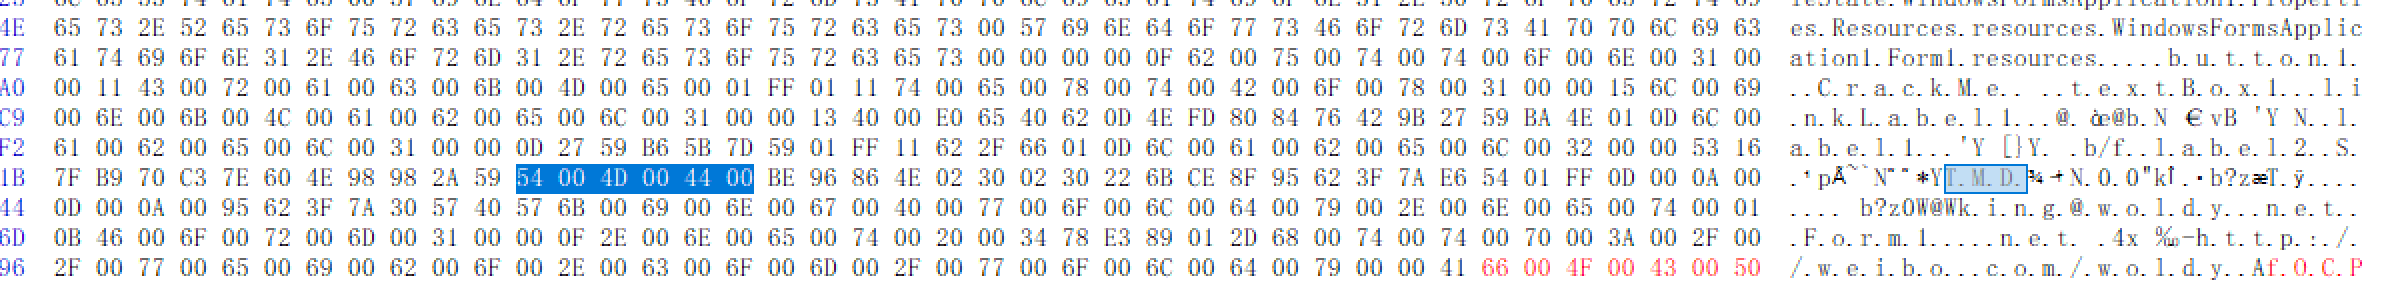 4E 65 73 2E 52 65 73 6F 75 72 63 65 73 2E 72 65 73 6F 75 72 63 65 73 00 57 69 6E 64 6F 77 73 46 6F 72 6D 73 41 70 70 6C 69 63 es.Resources.resources.WindowsFormsApplic
77 61 74 69 6F 6E 31 2E 46 6F 72 6D 31 2E 72 65 73 6F 75 72 63 65 73 00 00 00 00 0F 62 00 75 00 74 00 74 00 6F 00 6E 00 31 00 ation1.Form1.resources.....b.u.t.t.o.n.1.
A0 00 11 43 00 72 00 61 00 63 00 6B 00 4D 00 65 00 01 FF 01 11 74 00 65 00 78 00 74 00 42 00 6F 00 78 00 31 00 00 15 6C 00 69 ..C.r.a.c.k.M.e.. ..t.e.x.t.B.o.x.1...l.i
C9 00 6E 00 6B 00 4C 00 61 00 62 00 65 00 6C 00 31 00 00 13 40 00 E0 65 40 62 0D 4E FD 80 84 76 42 9B 27 59 BA 4E 01 0D 6C 00 .n.k.L.a.b.e.l.1...@. àe@b.N €vB 'Y N..l.
F2 61 00 62 00 65 00 6C 00 31 00 00 0D 27 59 B6 5B 7D 59 01 FF 11 62 2F 66 01 0D 6C 00 61 00 62 00 65 00 6C 00 32 00 00 53 16 a.b.e.l.1...'Y [}Y. .b/f..l.a.b.e.l.2..S.
1B 7F B9 70 C3 7E 60 4E 98 98 2A 59 54 00 4D 00 44 00 BE 96 86 4E 02 30 02 30 22 6B CE 8F 95 62 3F 7A E6 54 01 FF 0D 00 0A 00 .¹pÃ~`N˜˜*YT.M.D.¾–†N.0.0"kÎ.•b?zæT.ÿ....
44 0D 00 0A 00 95 62 3F 7A 30 57 40 57 6B 00 69 00 6E 00 67 00 40 00 77 00 6F 00 6C 00 64 00 79 00 2E 00 6E 00 65 00 74 00 01 .... b?z0W@Wk.i.n.g.@.w.o.l.d.y...n.e.t..
6D 0B 46 00 6F 00 72 00 6D 00 31 00 00 0F 2E 00 6E 00 65 00 74 00 20 00 34 78 E3 89 01 2D 68 00 74 00 74 00 70 00 3A 00 2F 00 .F.o.r.m.1.....n.e.t. .4x ‰-h.t.t.p.:./.
96 2F 00 77 00 65 00 69 00 62 00 6F 00 2E 00 63 00 6F 00 6D 00 2F 00 77 00 6F 00 6C 00 64 00 79 00 00 41 66 00 4F 00 43 00 50 /.w.e.i.b.o...c.o.m./.w.o.l.d.y..Af.O.C.P